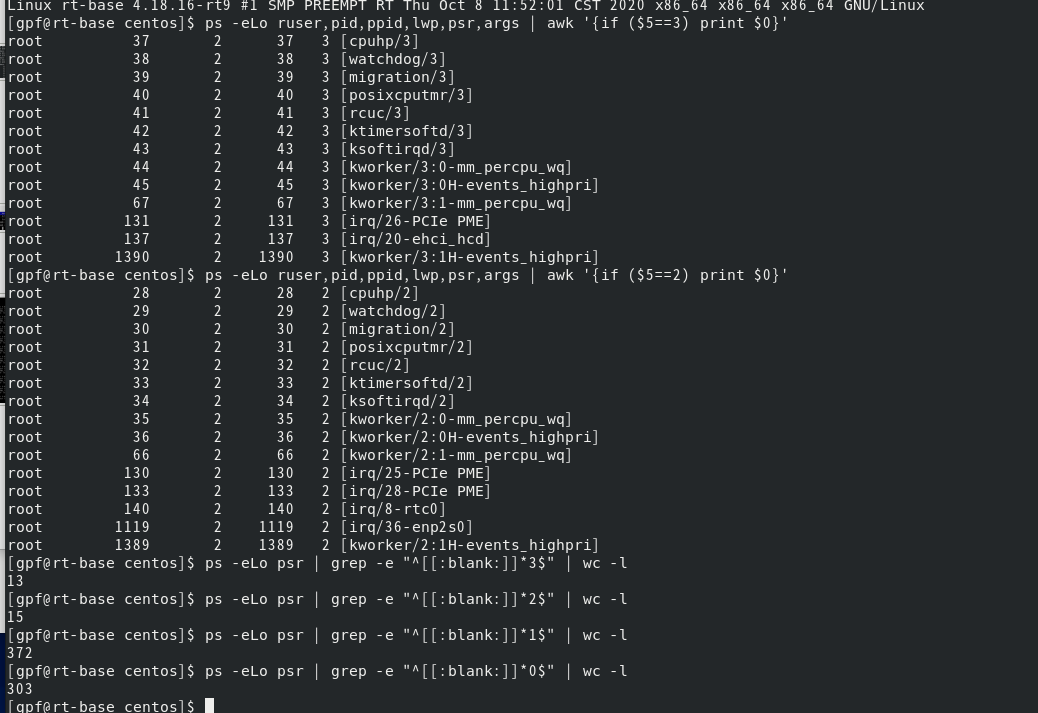 Linux rt-base 4.18.16-rt9 #1 SMP PREEMPT RT Thu Oct 8 11:52:01 CST 2020 x86_64 x86_64 x86_64 GNU/Linux
[gpf@rt-base centos]$ ps -eLo ruser,pid,ppid,lwp,psr,args | awk '{if ($5==3) print $0}'
root 37 2 37 3 [cpuhp/3]
root 38 2 38 3 [watchdog/3]
root 39 2 39 3 [migration/3]
root 40 2 40 3 [posixcputmr/3]
root 41 2 41 3 [rcuc/3]
root 42 2 42 3 [ktimersoftd/3]
root 43 2 43 3 [ksoftirqd/3]
root 44 2 44 3 [kworker/3:0-mm_percpu_wq]
root 45 2 45 3 [kworker/3:0H-events_highpri]
root 67 2 67 3 [kworker/3:1-mm_percpu_wq]
root 131 2 131 3 [irq/26-PCIe PME]
root 137 2 137 3 [irq/20-ehci_hcd]
root 1390 2 1390 3 [kworker/3:1H-events_highpri]
[gpf@rt-base centos]$ ps -eLo ruser,pid,ppid,lwp,psr,args | awk '{if ($5==2) print $0}'
root 28 2 28 2 [cpuhp/2]
root 29 2 29 2 [watchdog/2]
root 30 2 30 2 [migration/2]
root 31 2 31 2 [posixcputmr/2]
root 32 2 32 2 [rcuc/2]
root 33 2 33 2 [ktimersoftd/2]
root 34 2 34 2 [ksoftirqd/2]
root 35 2 35 2 [kworker/2:0-mm_percpu_wq]
root 36 2 36 2 [kworker/2:0H-events_highpri]
root 66 2 66 2 [kworker/2:1-mm_percpu_wq]
root 130 2 130 2 [irq/25-PCIe PME]
root 133 2 133 2 [irq/28-PCIe PME]
root 140 2 140 2 [irq/8-rtc0]
root 1119 2 1119 2 [irq/36-enp2s0]
root 1389 2 1389 2 [kworker/2:1H-events_highpri]
[gpf@rt-base centos]$ ps -eLo psr | grep -e "^[[:blank:]]*3$" | wc -l
13
[gpf@rt-base centos]$ ps -eLo psr | grep -e "^[[:blank:]]*2$" | wc -l
15
[gpf@rt-base centos]$ ps -eLo psr | grep -e "^[[:blank:]]*1$" | wc -l
372
[gpf@rt-base centos]$ ps -eLo psr | grep -e "^[[:blank:]]*0$" | wc -l
303
[gpf@rt-base centos]$